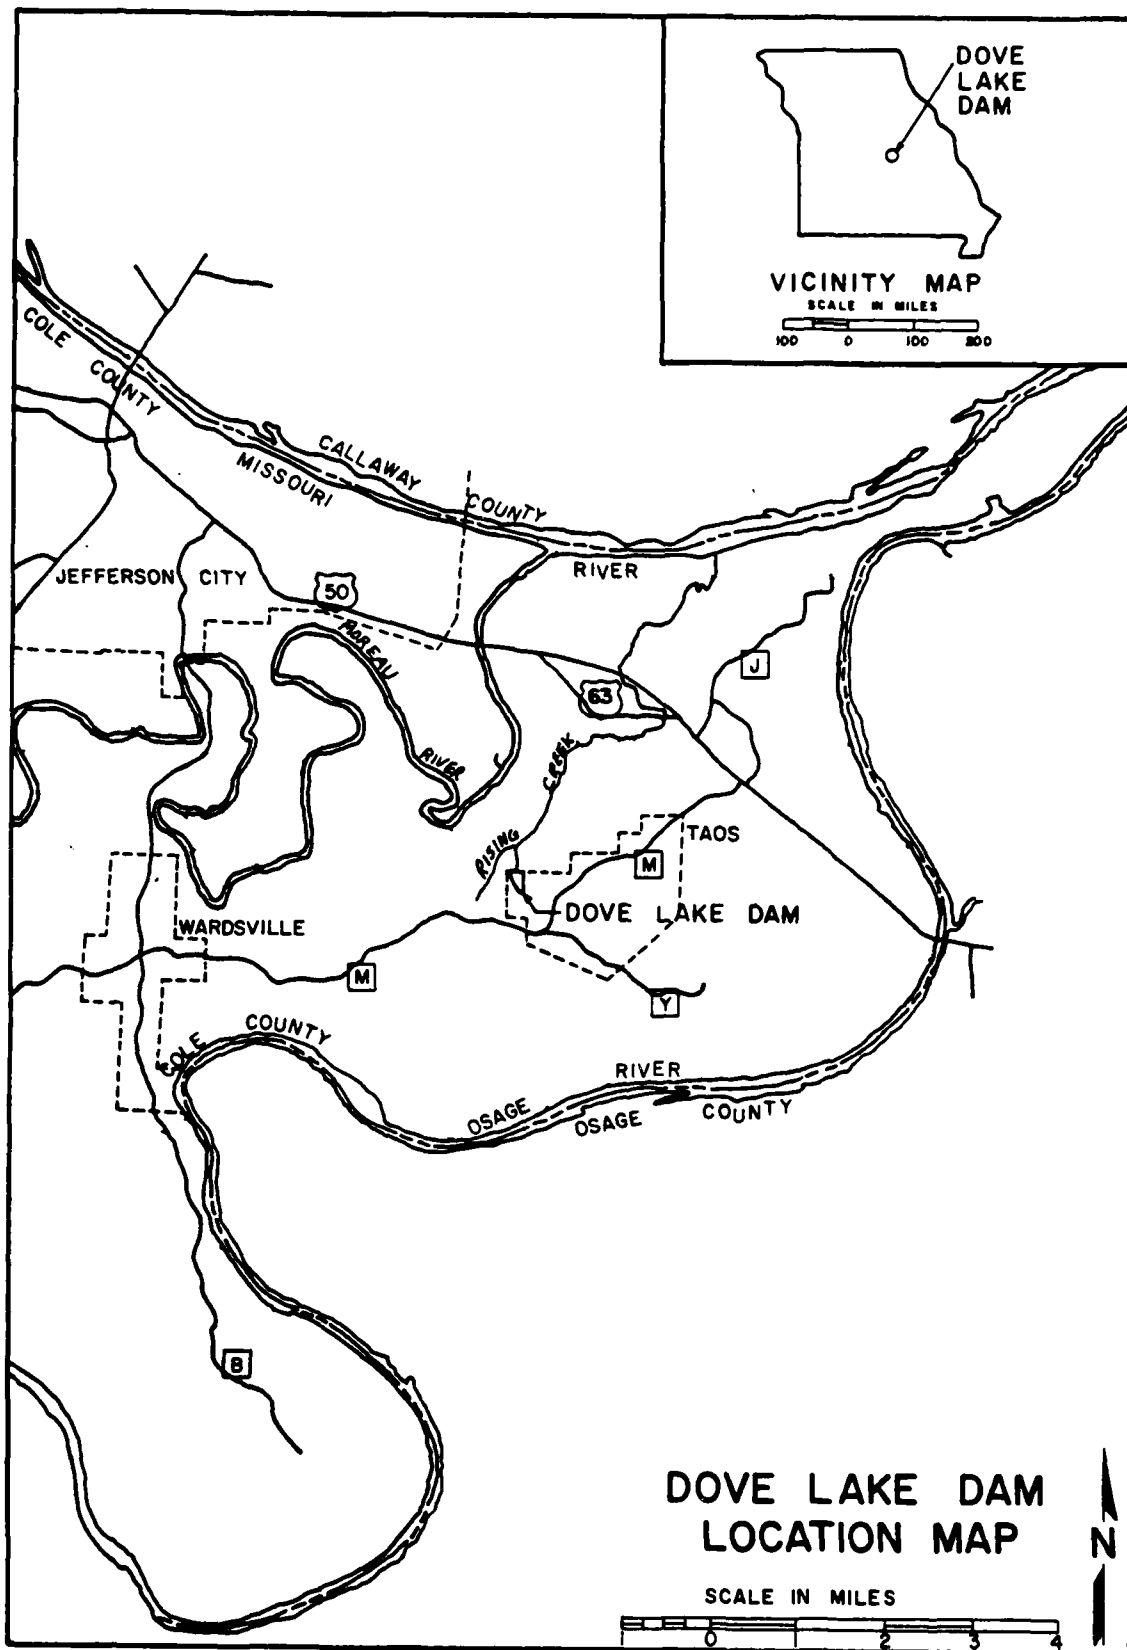 DOVE
LAKE
DAM
VICINITY MAP
SCALE IN MILES
100 0 100 200
COLE
COUNTY
CALLAWAY
COUNTY
MISSOURI
RIVER
JEFFERSON CITY
50
MOREAU
RIVER
63
J
CREEK
RISING
TAOS
M
DOVE LAKE DAM
WARDSVILLE
M
Y
COLE
COUNTY
RIVER
OSAGE
OSAGE
COUNTY
B
DOVE LAKE DAM
LOCATION MAP
N
SCALE IN MILES
0 2 3 4